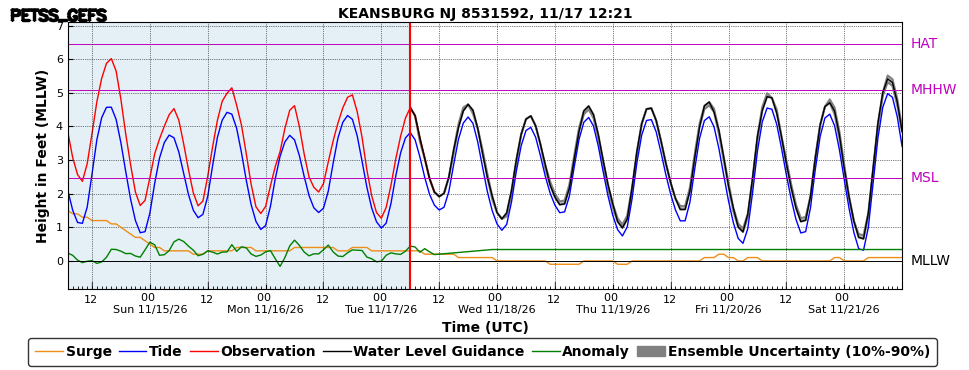 PETSS_GEFS
KEANSBURG NJ 8531592, 11/17 12:21
Height in Feet (MLLW)
7
6
5
4
3
2
1
0
HAT
MHHW
MSL
MLLW
12 00 12 00 12 00 12 00 12 00 12 00 12 00
Sun 11/15/26 Mon 11/16/26 Tue 11/17/26 Wed 11/18/26 Thu 11/19/26 Fri 11/20/26 Sat 11/21/26
Time (UTC)
Surge Tide Observation Water Level Guidance Anomaly Ensemble Uncertainty (10%-90%)